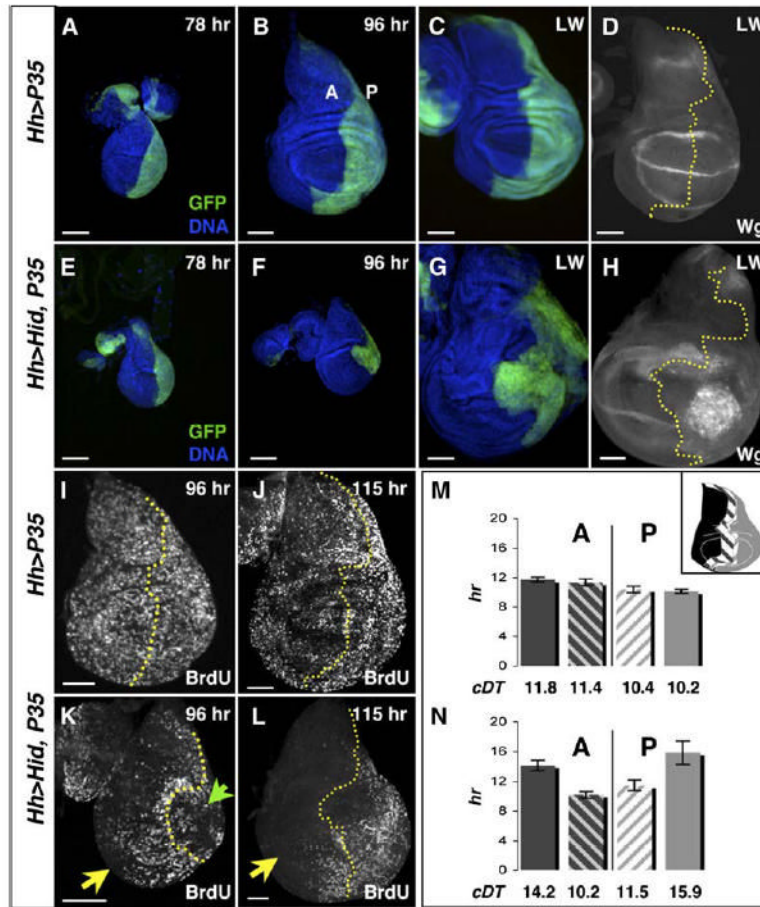 Hh>P35
A 78 hr
GFP
DNA
B 96 hr
A P
C LW
D LW
Wg
Hh>Hid, P35
E 78 hr
GFP
DNA
F 96 hr
G LW
H LW
Wg
Hh>P35
I 96 hr
BrdU
J 115 hr
BrdU
Hh>Hid, P35
K 96 hr
BrdU
L 115 hr
BrdU
M
A P
hr
20
16
12
8
4
0
cDT 11.8 11.4 10.4 10.2
N
A P
hr
20
16
12
8
4
0
cDT 14.2 10.2 11.5 15.9